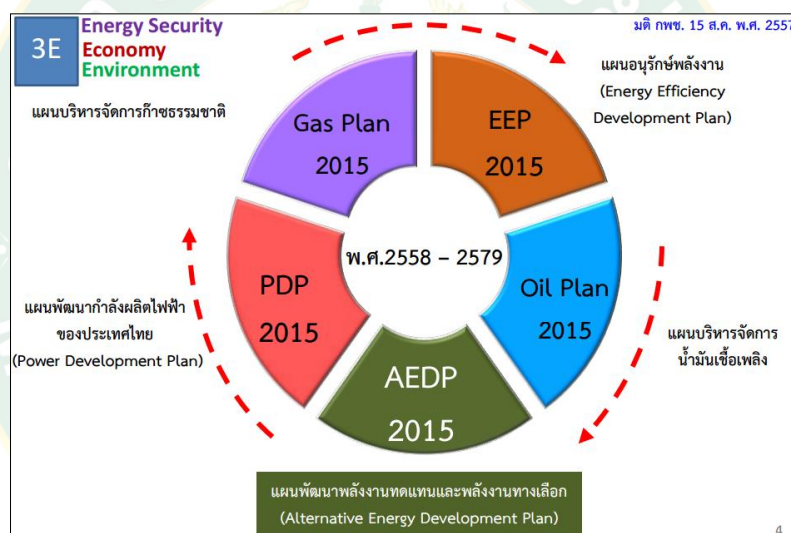 3E
Energy Security
Economy
Environment
มติ กพช. 15 ส.ค. พ.ศ. 2557
แผนบริหารจัดการก๊าซธรรมชาติ
Gas Plan
2015
EEP
2015
แผนอนุรักษ์พลังงาน
(Energy Efficiency
Development Plan)
พ.ศ.2558 – 2579
PDP
2015
Oil Plan
2015
แผนพัฒนากำลังผลิตไฟฟ้า
ของประเทศไทย
(Power Development Plan)
แผนบริหารจัดการ
น้ำมันเชื้อเพลิง
AEDP
2015
แผนพัฒนาพลังงานทดแทนและพลังงานทางเลือก
(Alternative Energy Development Plan)
4